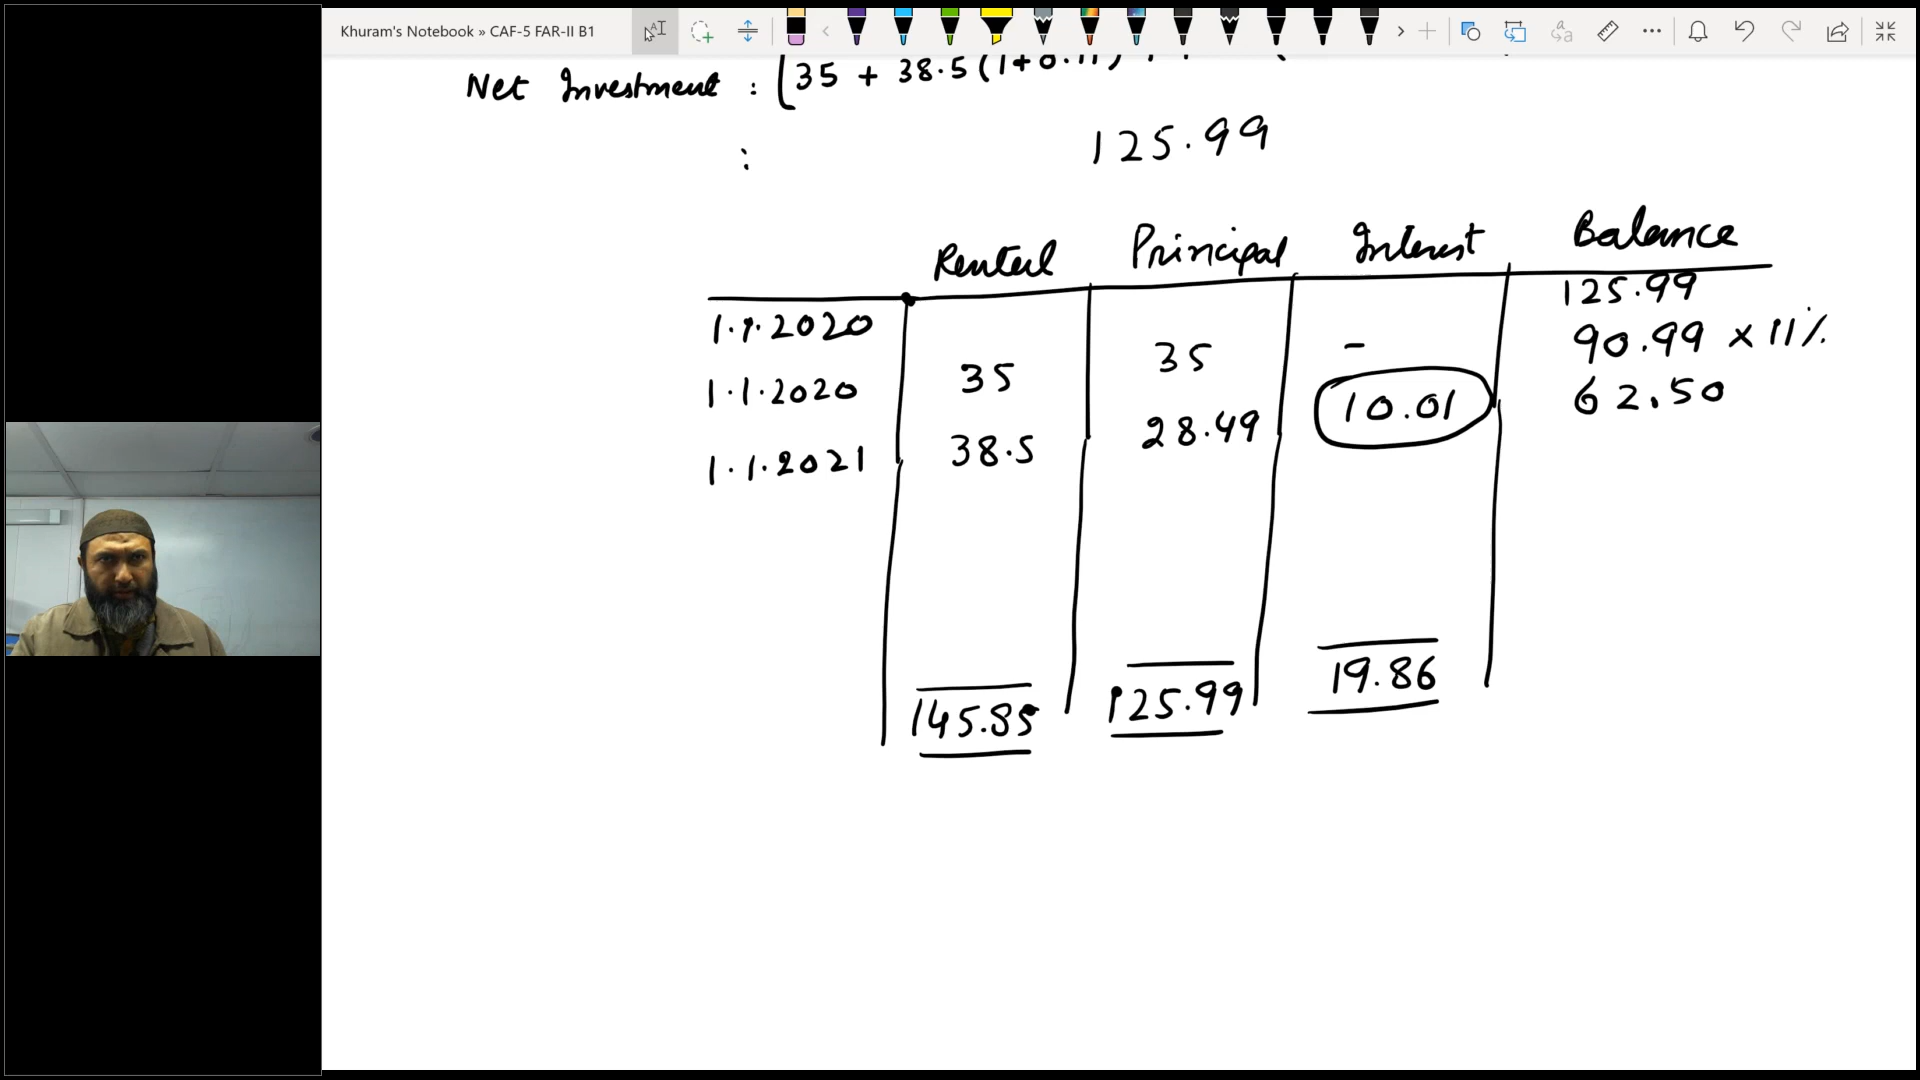 Khuram's Notebook » CAF-5 FAR-II B1
Net Investment : [35 + 38.5 (1+0.11)
: 125.99
Rental Principal Interest Balance
1.1.2020 125.99
1.1.2020 35 35 - 90.99 x 11%
1.1.2021 38.5 28.49 10.01 62.50
145.85 125.99 19.86